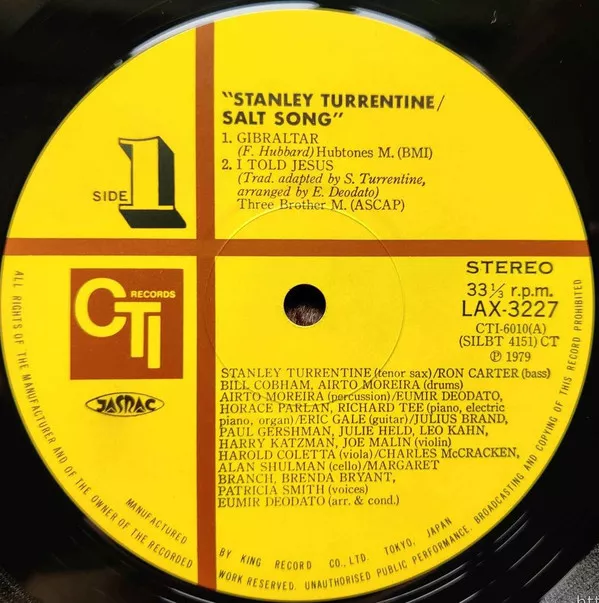 "STANLEY TURRENTINE/
SALT SONG"
1. GIBRALTAR
(F. Hubbard) Hubtones M. (BMI)
2. I TOLD JESUS
(Trad. adapted by S. Turrentine,
arranged by E. Deodato)
Three Brother M. (ASCAP)
SIDE 1
CTI RECORDS
JASRAC
STEREO
33⅓ r.p.m.
LAX-3227
CTI-6010(A)
(SILBT 4151) CT
Ⓟ 1979
STANLEY TURRENTINE (tenor sax)/RON CARTER (bass)
BILL COBHAM, AIRTO MOREIRA (drums)
AIRTO MOREIRA (percussion)/EUMIR DEODATO,
HORACE PARLAN, RICHARD TEE (piano, electric
piano, organ)/ERIC GALE (guitar)/JULIUS BRAND,
PAUL GERSHMAN, JULIE HELD, LEO KAHN,
HARRY KATZMAN, JOE MALIN (violin)
HAROLD COLETTA (viola)/CHARLES McCRACKEN,
ALAN SHULMAN (cello)/MARGARET
BRANCH, BRENDA BRYANT,
PATRICIA SMITH (voices)
EUMIR DEODATO (arr. & cond.)
MANUFACTURED BY KING RECORD CO., LTD. TOKYO, JAPAN
ALL RIGHTS OF THE MANUFACTURER AND OF THE OWNER OF THE RECORDED WORK RESERVED. UNAUTHORISED PUBLIC PERFORMANCE, BROADCASTING AND COPYING OF THIS RECORD PROHIBITED